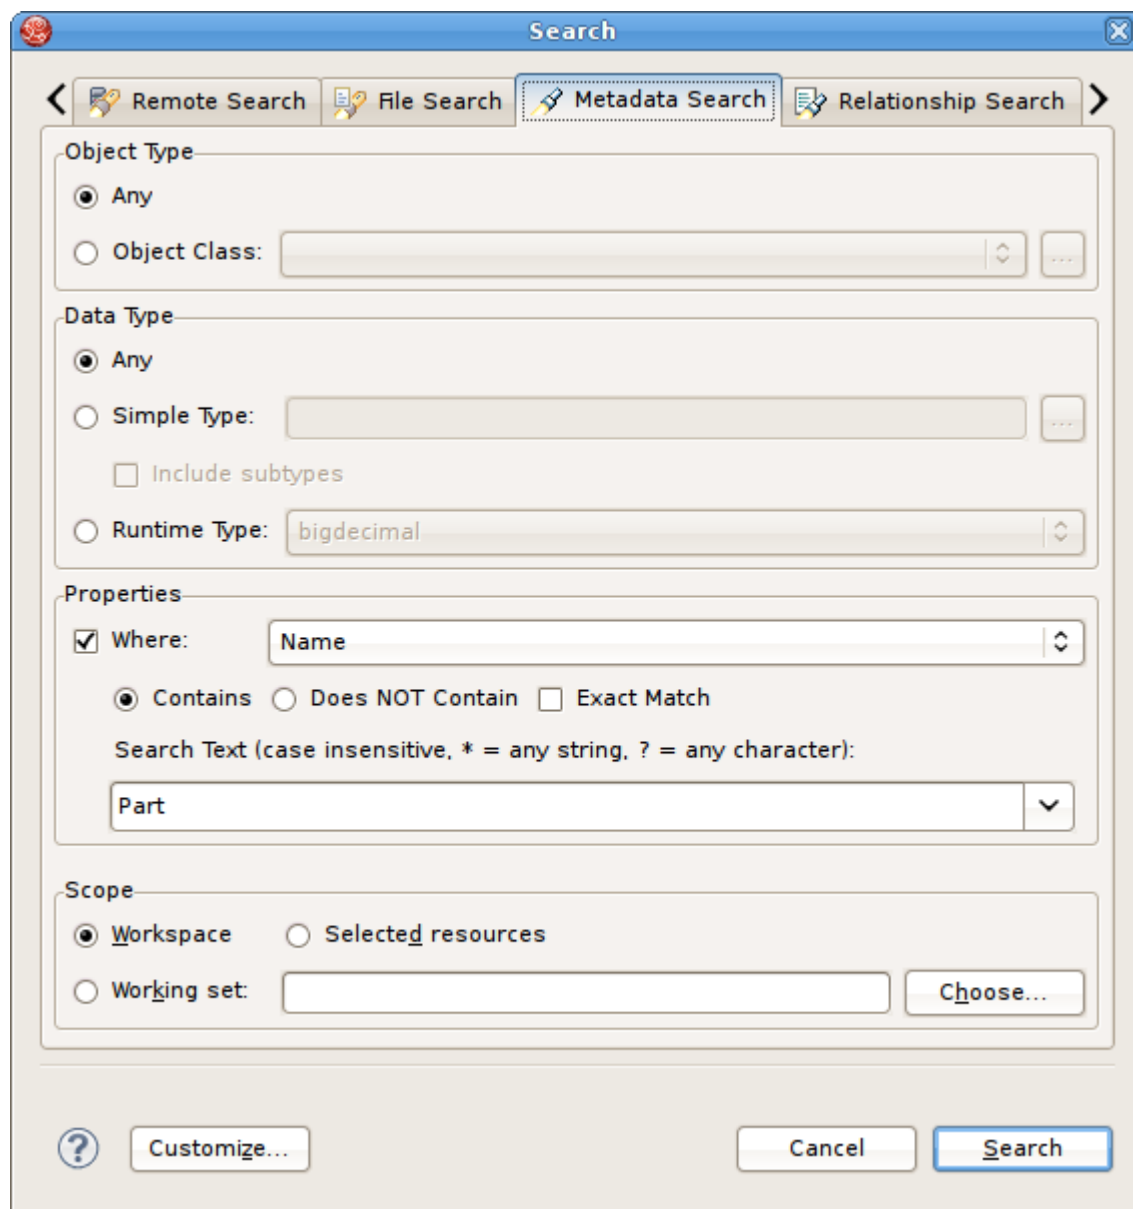 Search
Remote Search File Search Metadata Search Relationship Search
Object Type
Any
Object Class: ...
Data Type
Any
Simple Type: ...
Include subtypes
Runtime Type: bigdecimal
Properties
Where: Name
Contains Does NOT Contain Exact Match
Search Text (case insensitive, * = any string, ? = any character):
Part
Scope
Workspace Selected resources
Working set: Choose...
? Customize... Cancel Search